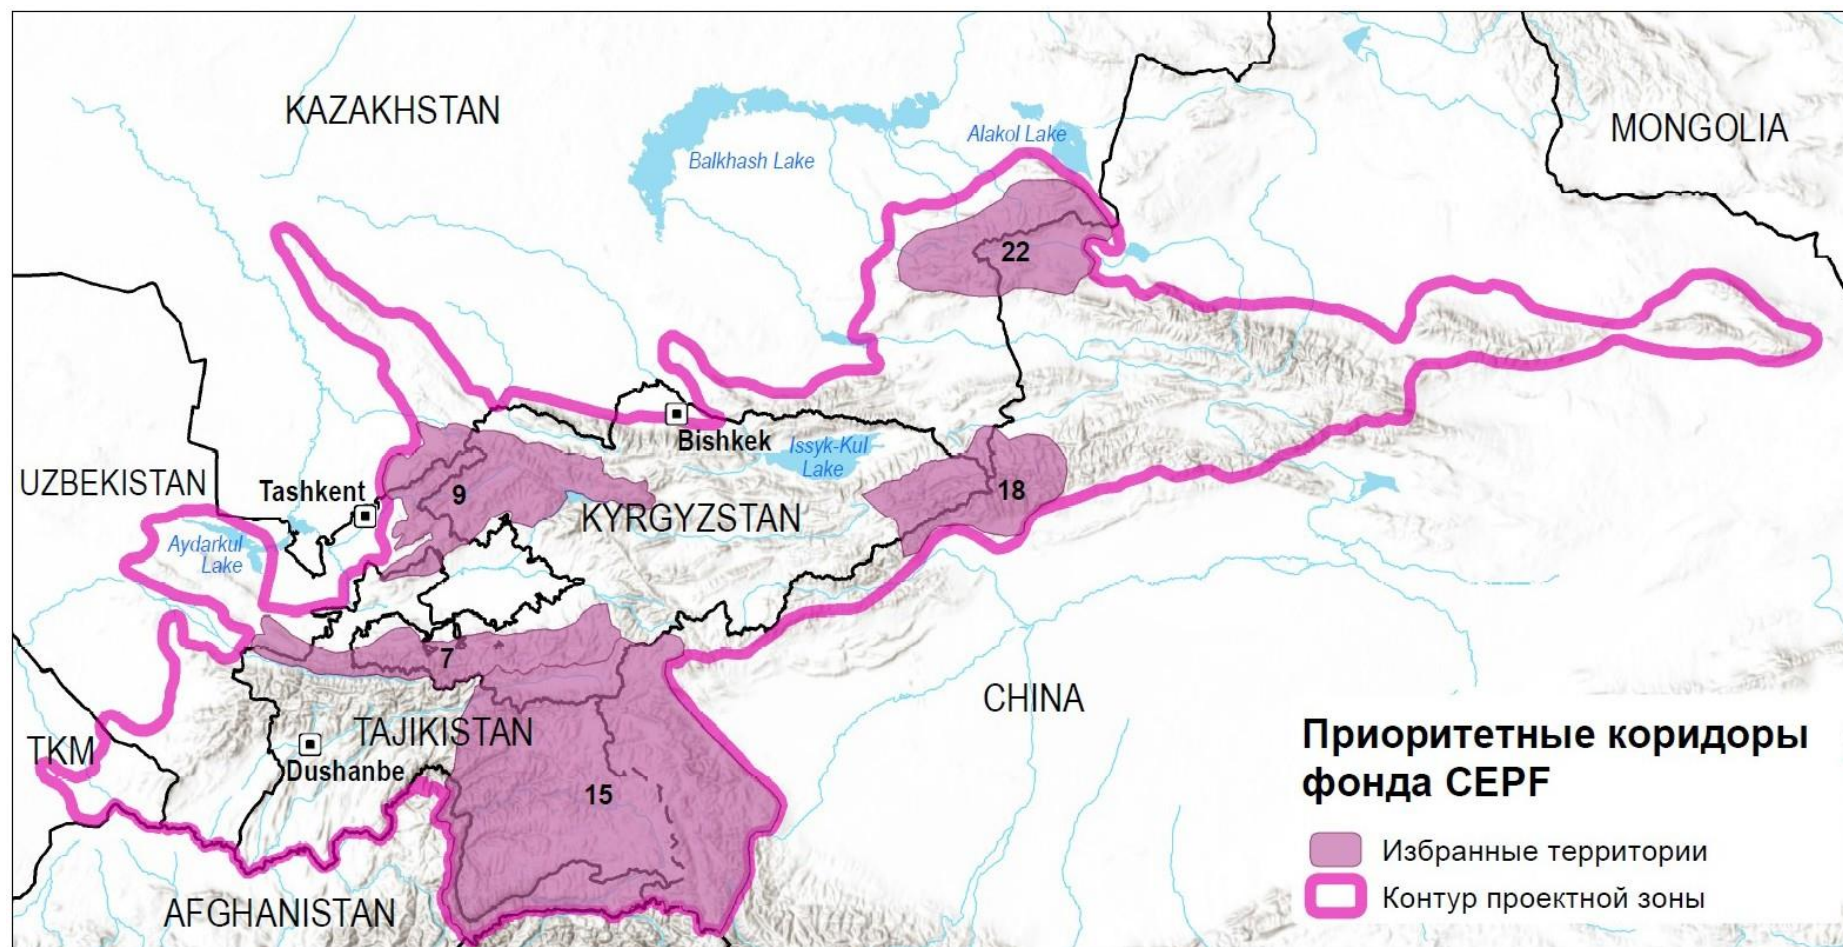 KAZAKHSTAN
Balkhash Lake
Alakol Lake
MONGOLIA
22
UZBEKISTAN
Tashkent
9
Bishkek
Issyk-Kul
Lake
18
KYRGYZSTAN
Aydarkul
Lake
7
TKM
TAJIKISTAN
Dushanbe
15
CHINA
AFGHANISTAN
Приоритетные коридоры
фонда CEPF
Избранные территории
Контур проектной зоны